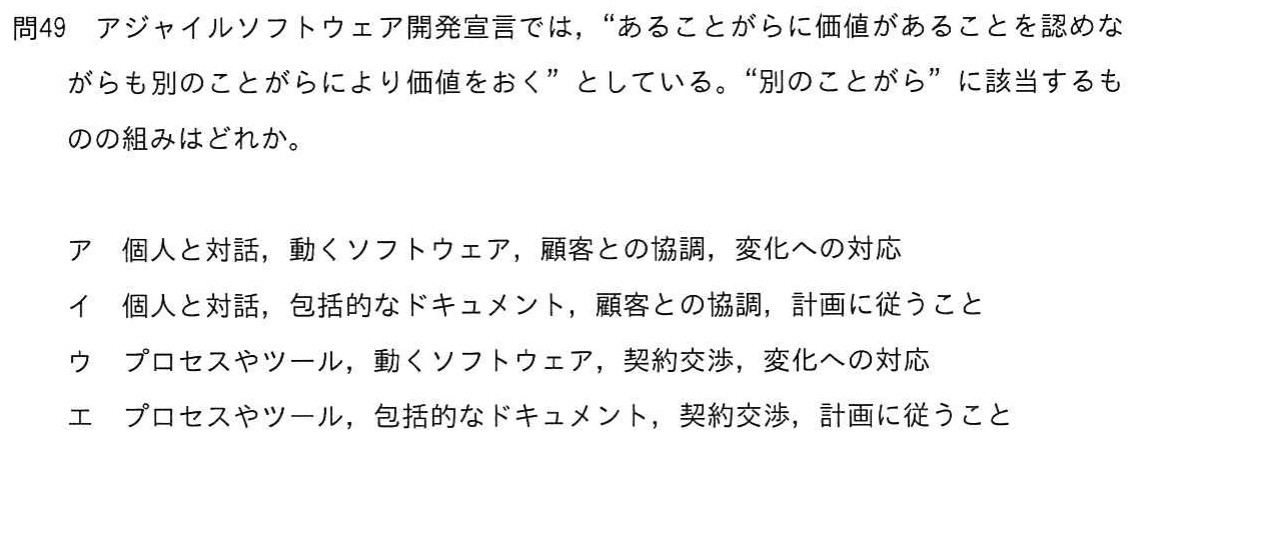 問49　アジャイルソフトウェア開発宣言では，“あることがらに価値があることを認めな
がらも別のことがらにより価値をおく”としている。“別のことがら”に該当するも
のの組みはどれか。
ア　個人と対話，動くソフトウェア，顧客との協調，変化への対応
イ　個人と対話，包括的なドキュメント，顧客との協調，計画に従うこと
ウ　プロセスやツール，動くソフトウェア，契約交渉，変化への対応
エ　プロセスやツール，包括的なドキュメント，契約交渉，計画に従うこと